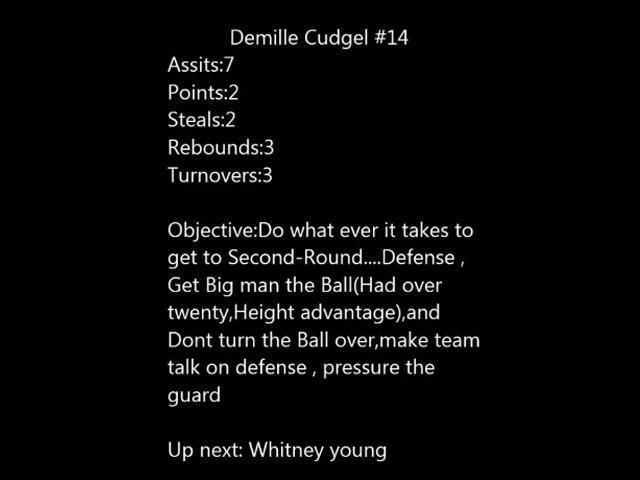 Demille Cudgel #14
Assits:7
Points:2
Steals:2
Rebounds:3
Turnovers:3
Objective:Do what ever it takes to
get to Second-Round....Defense ,
Get Big man the Ball(Had over
twenty,Height advantage),and
Dont turn the Ball over,make team
talk on defense , pressure the
guard
Up next: Whitney young